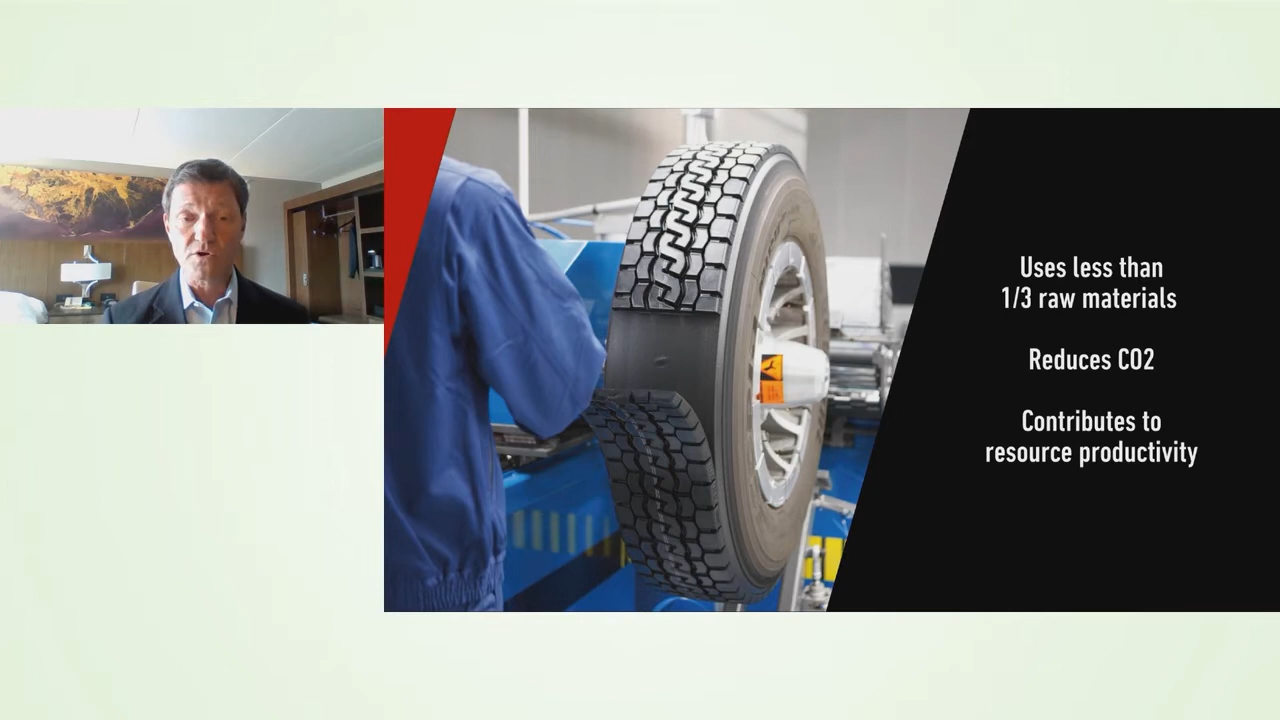 Uses less than
1/3 raw materials
Reduces CO2
Contributes to
resource productivity